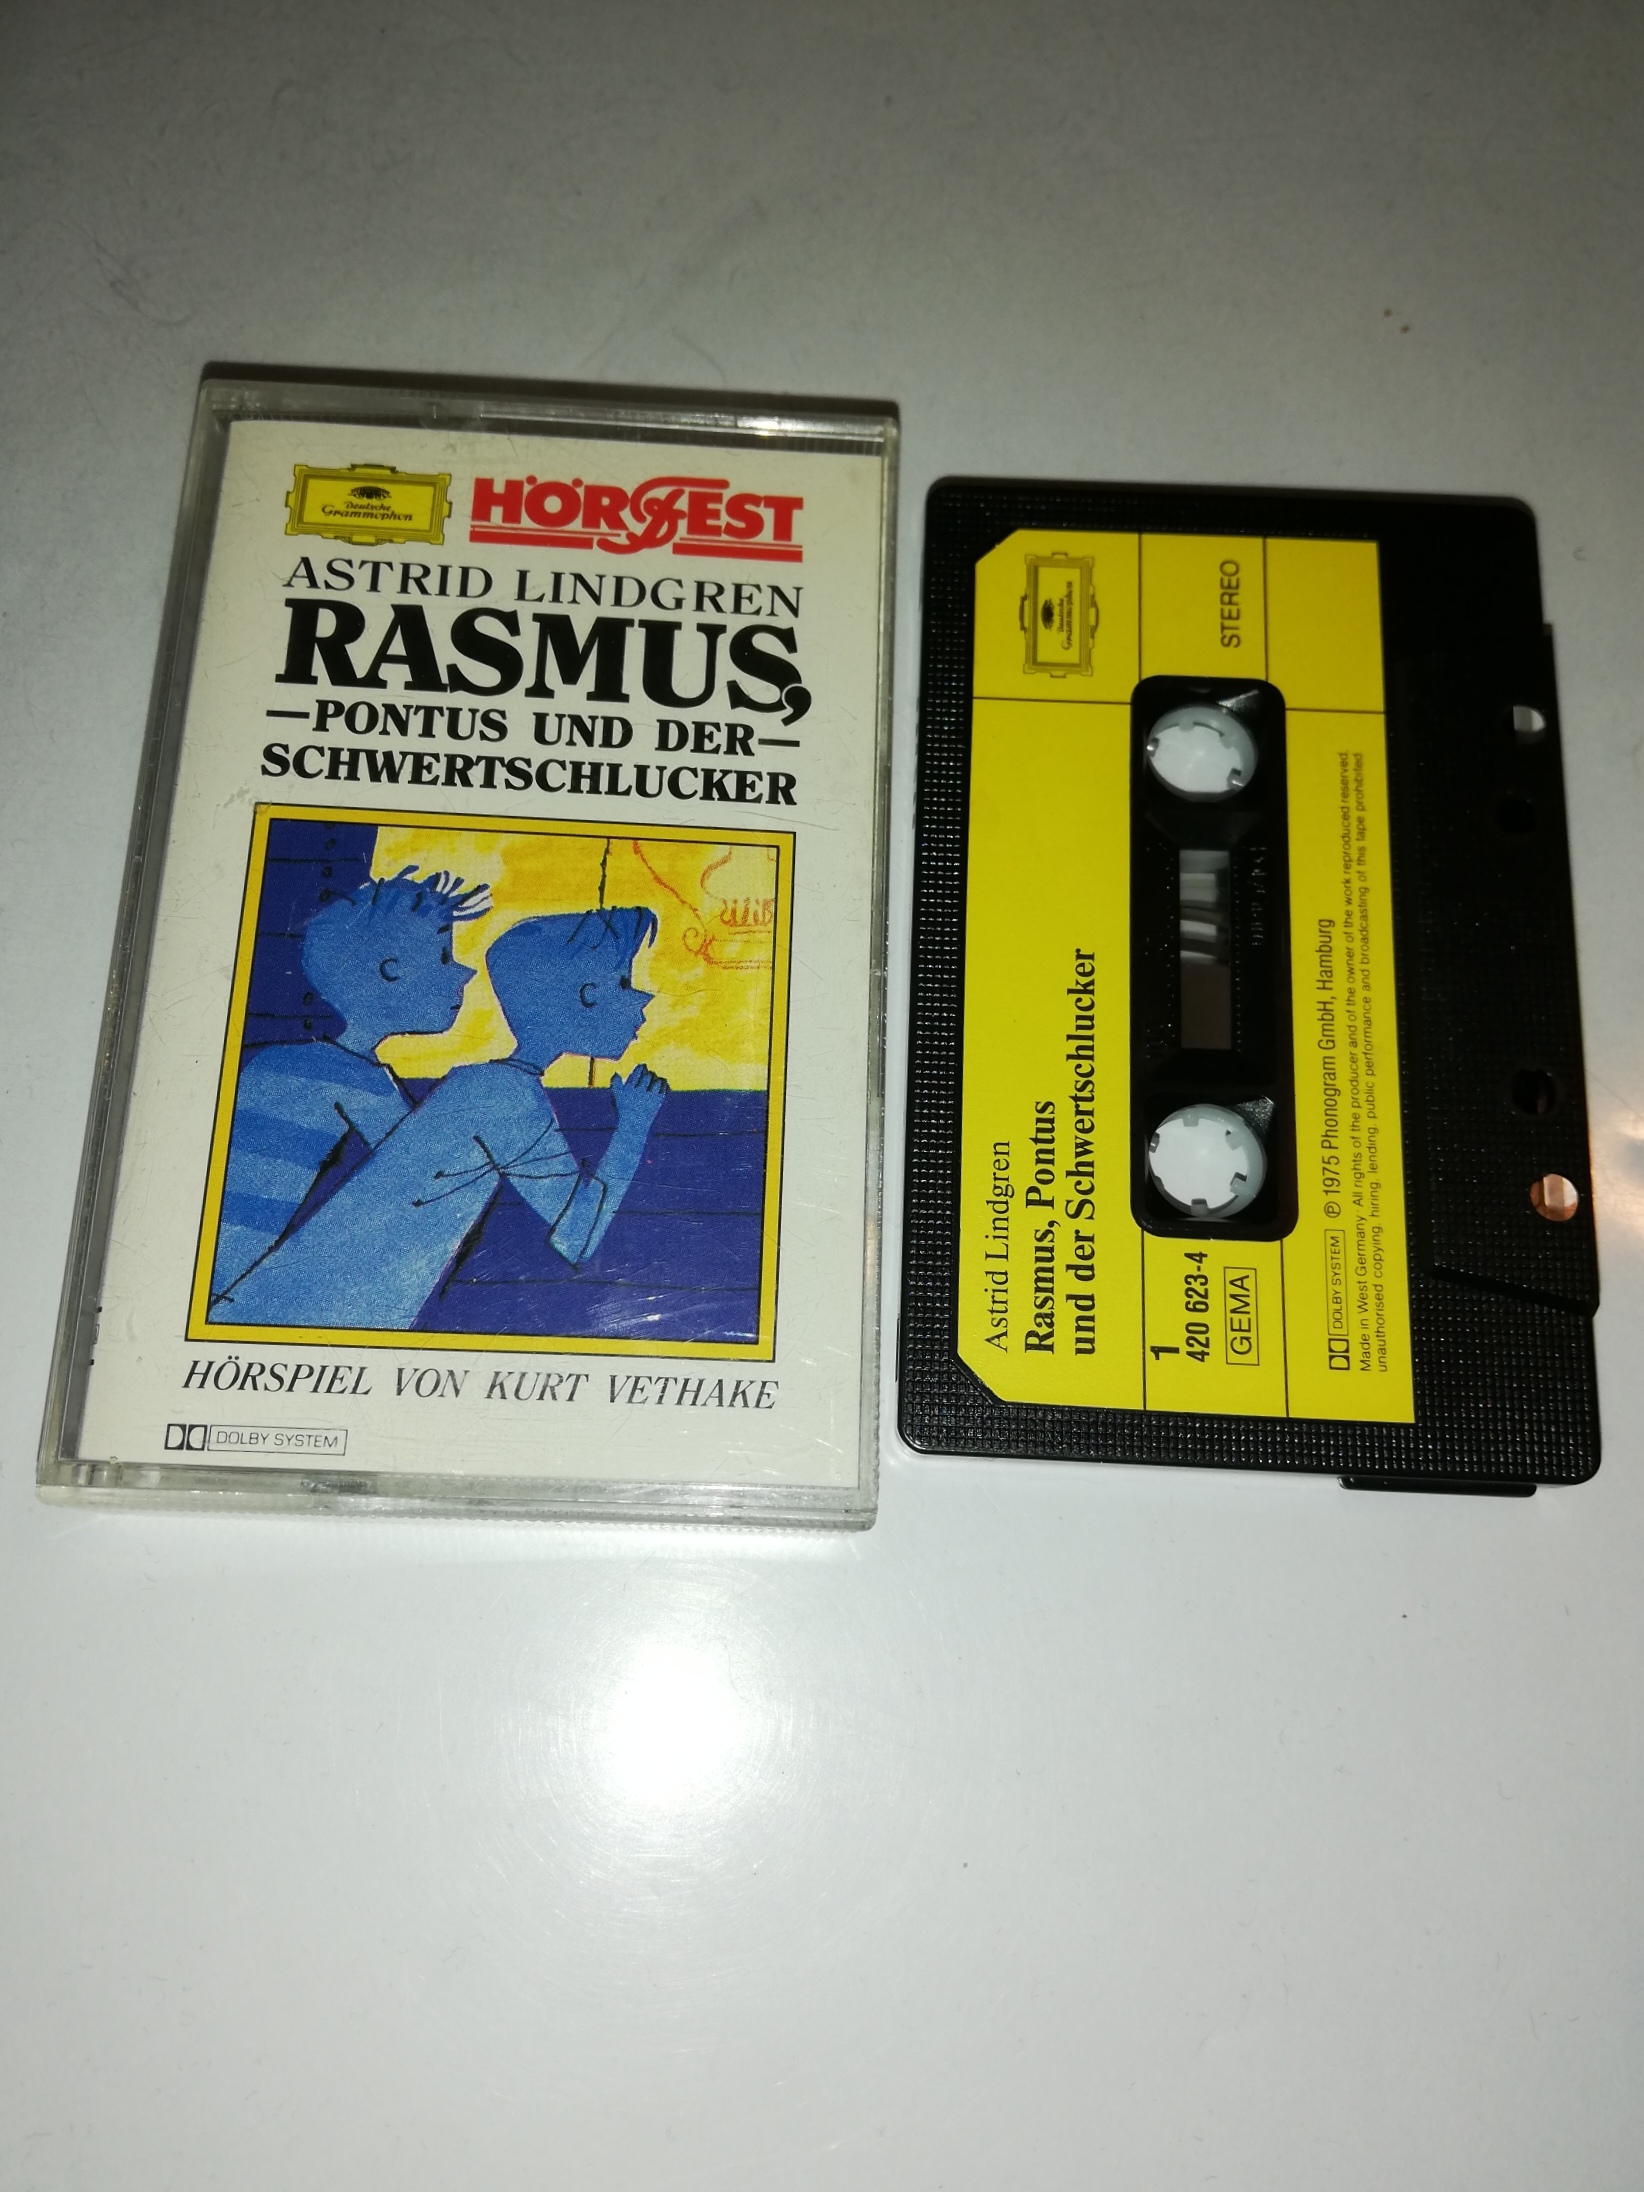 Deutsche
Grammophon
HÖRFEST
ASTRID LINDGREN
RASMUS,
—PONTUS UND DER—
SCHWERTSCHLUCKER
HÖRSPIEL VON KURT VETHAKE
DOLBY SYSTEM
Deutsche
Grammophon
STEREO
Astrid Lindgren
Rasmus, Pontus
und der Schwertschlucker
1
420 623-4
GEMA
DOLBY SYSTEM ℗ 1975 Phonogram GmbH, Hamburg
Made in West Germany. All rights of the producer and of the owner of the work reproduced reserved.
unauthorised copying, hiring, lending, public performance and broadcasting of this tape prohibited